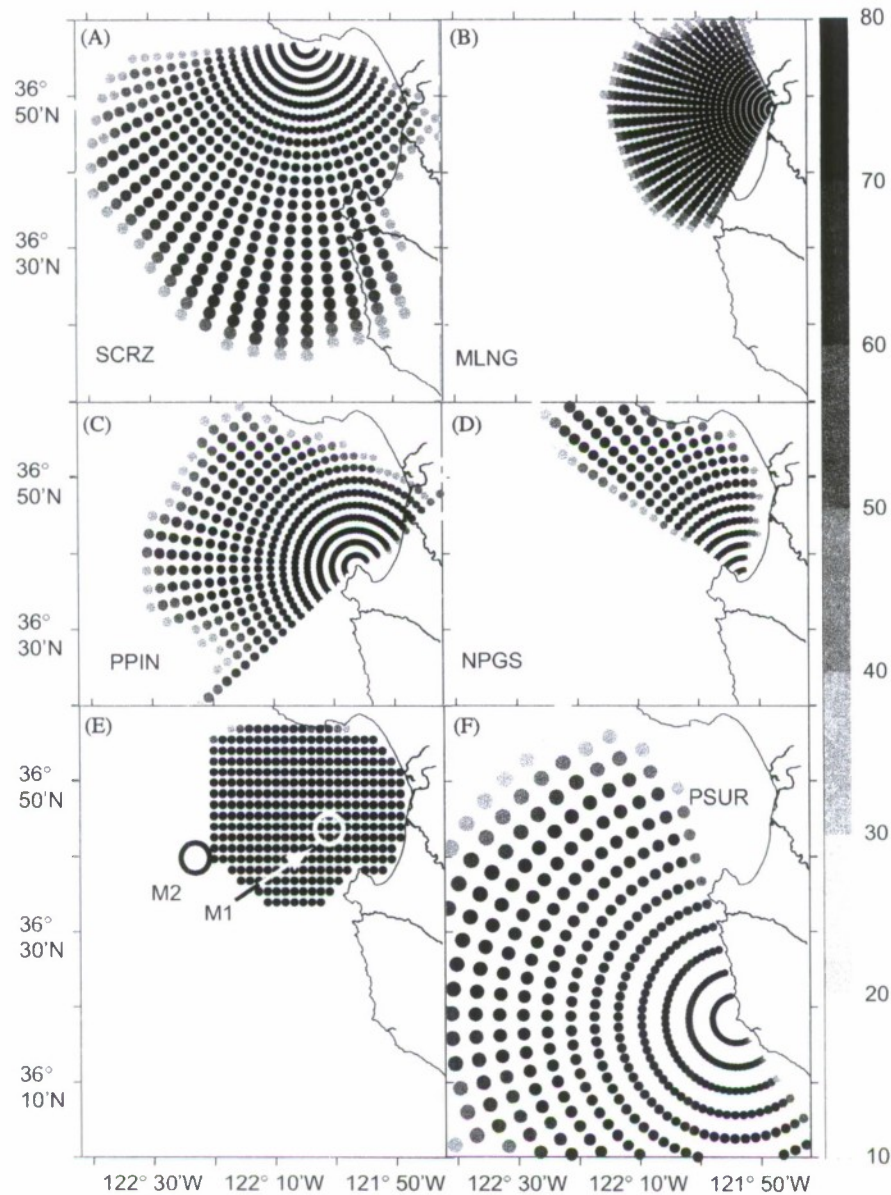 (A)
(B)
80
36°
50'N
70
36°
30'N
SCRZ
MLNG
60
(C)
(D)
36°
50'N
50
36°
30'N
PPIN
NPGS
40
(E)
(F)
36°
50'N
PSUR
30
M2
M1
36°
30'N
20
36°
10'N
10
122° 30'W
122° 10'W
121° 50'W
122° 30'W
122° 10'W
121° 50'W